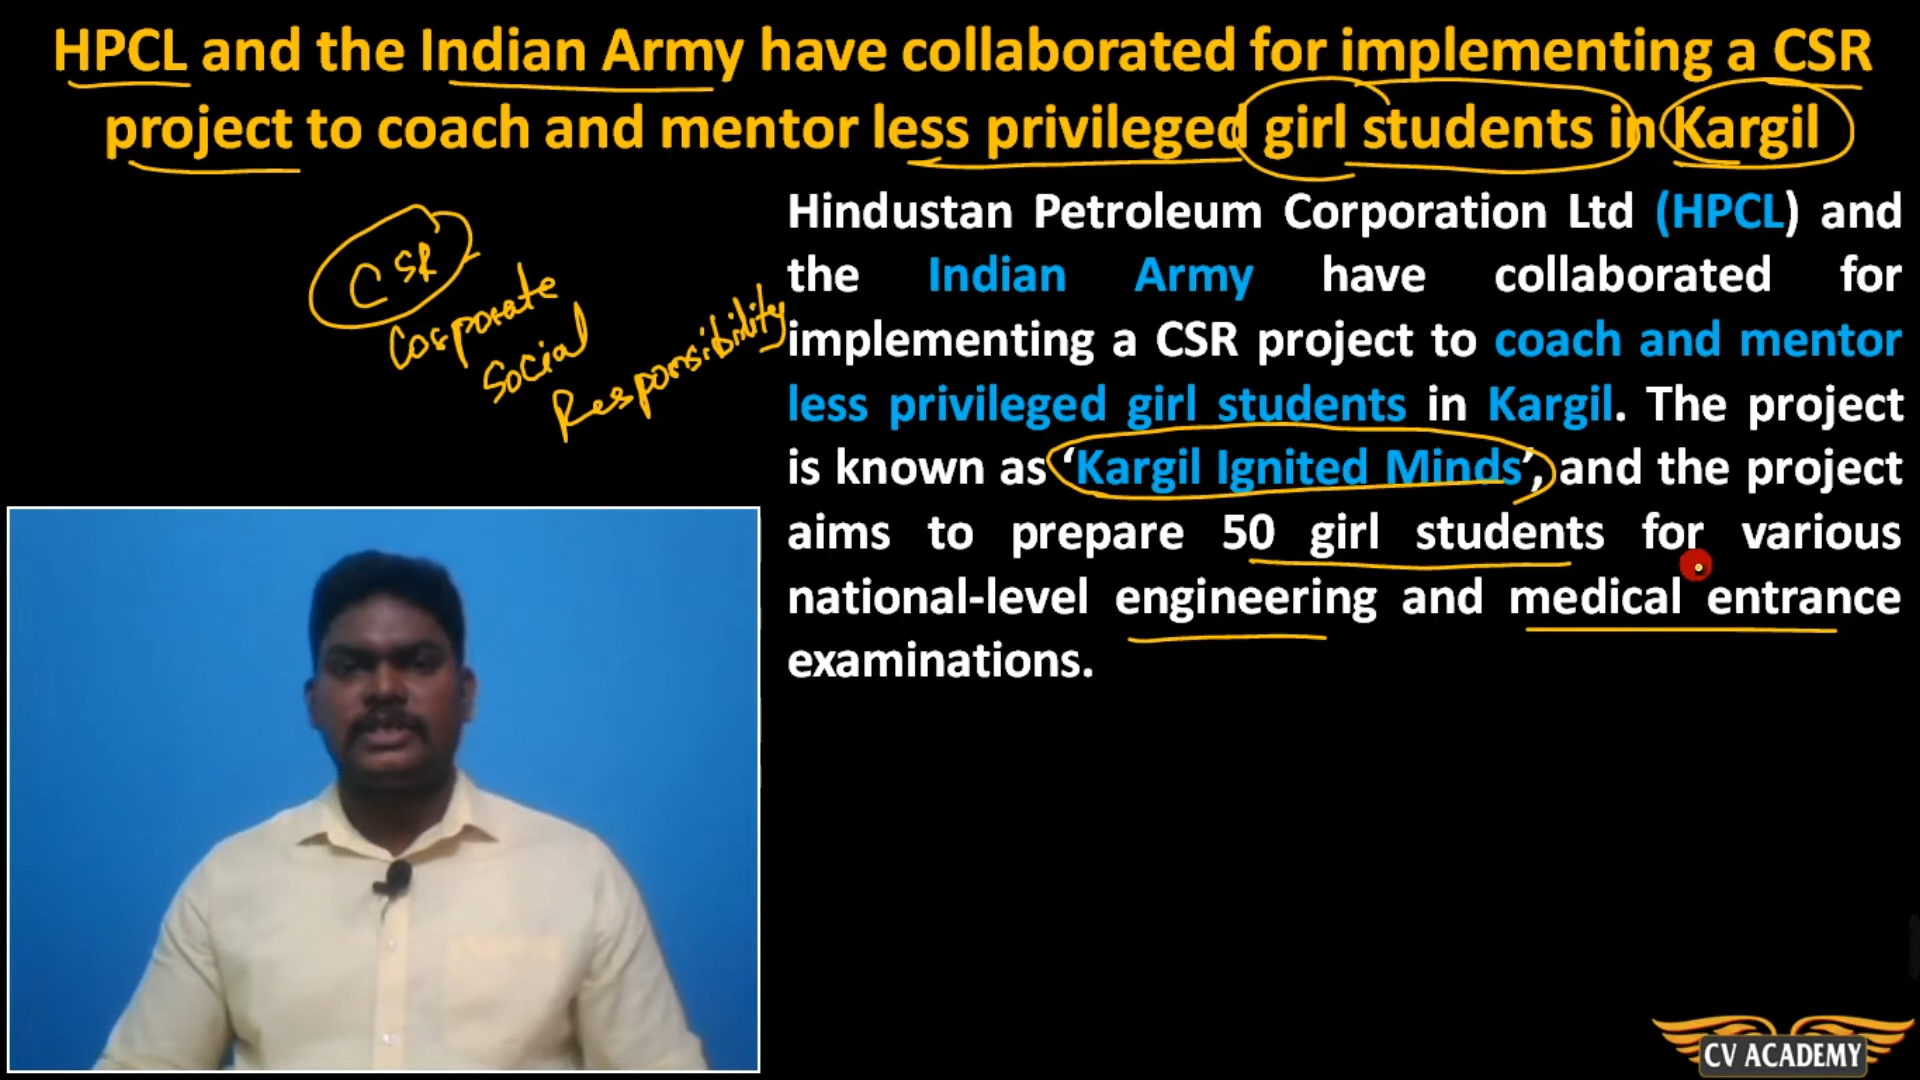 HPCL and the Indian Army have collaborated for implementing a CSR
project to coach and mentor less privileged girl students in Kargil
CSR
Corporate
Social
Responsibility
Hindustan Petroleum Corporation Ltd (HPCL) and
the Indian Army have collaborated for
implementing a CSR project to coach and mentor
less privileged girl students in Kargil. The project
is known as ‘Kargil Ignited Minds’, and the project
aims to prepare 50 girl students for various
national-level engineering and medical entrance
examinations.
CV ACADEMY